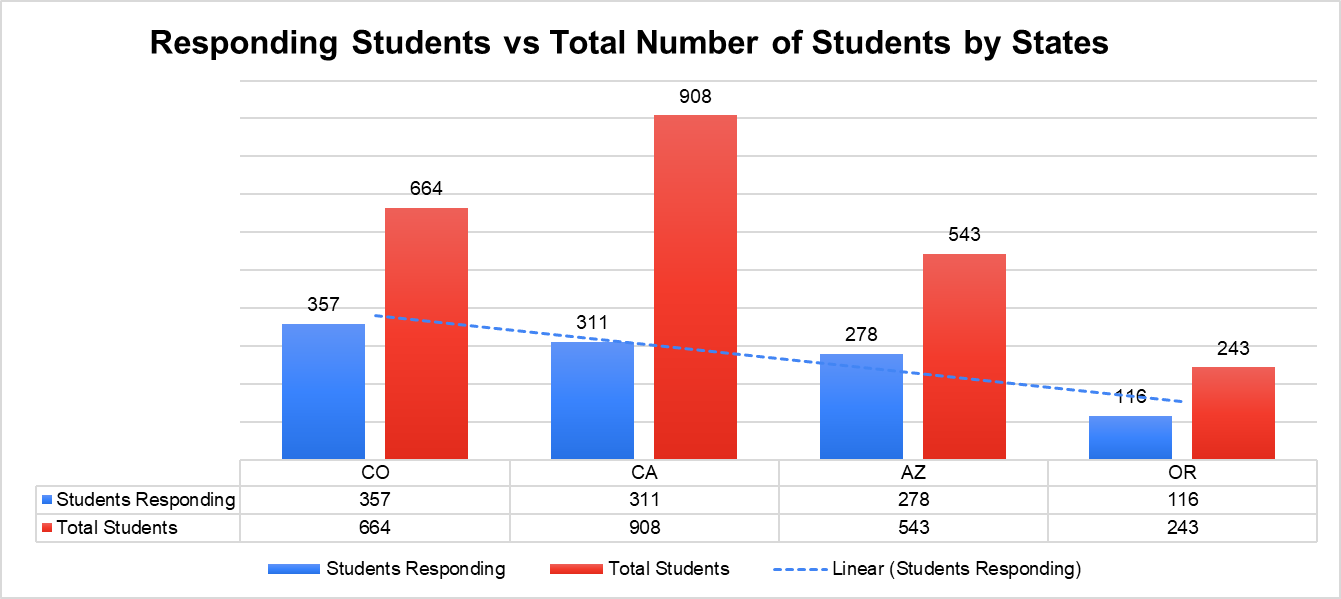 Responding Students vs Total Number of Students by States
908
664
543
357
311
278
243
116
CO CA AZ OR
Students Responding 357 311 278 116
Total Students 664 908 543 243
Students Responding Total Students Linear (Students Responding)